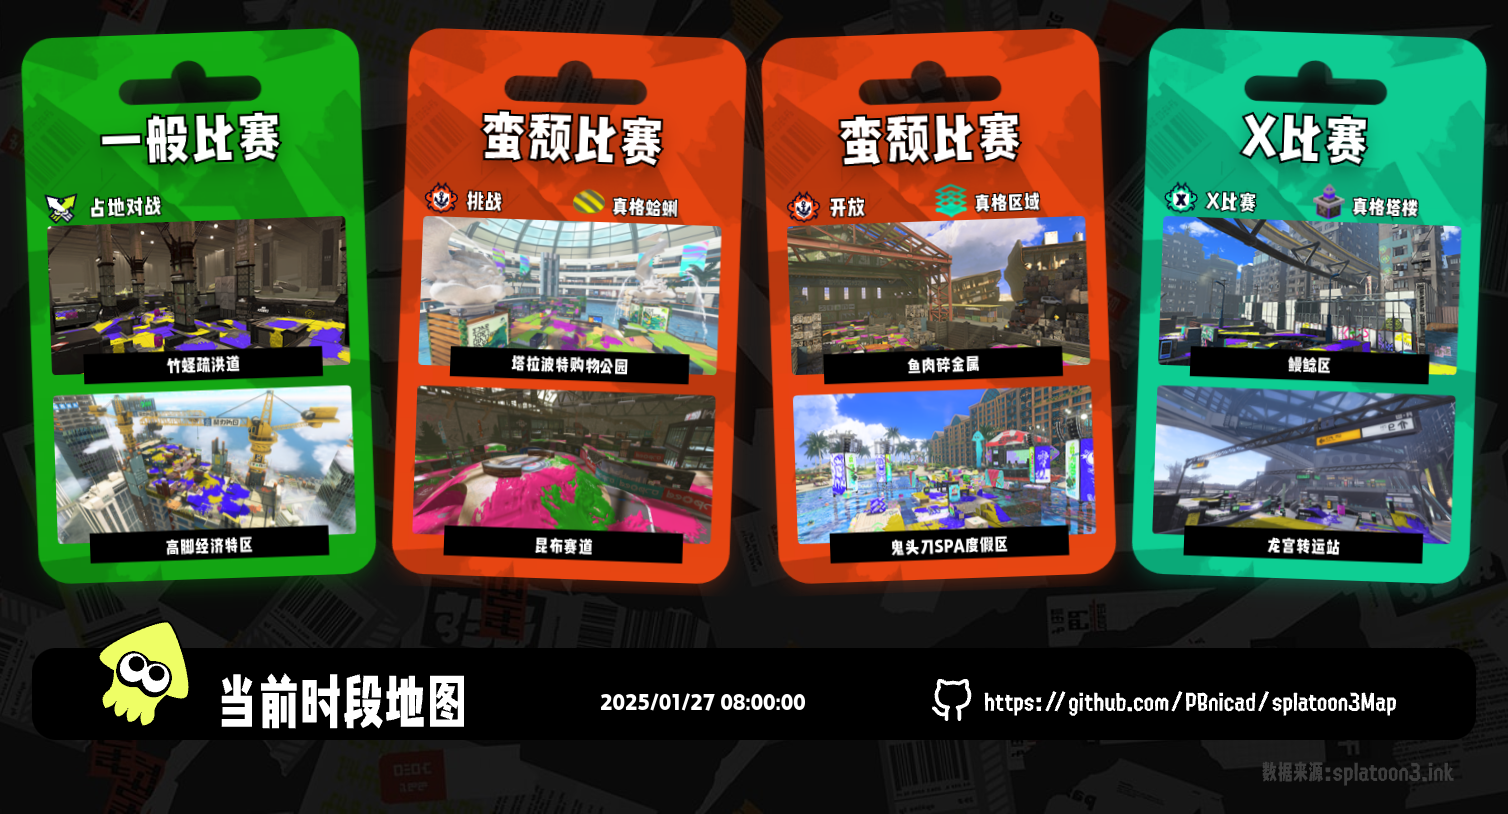 一般比赛
占地对战
竹蛏疏洪道
高脚经济特区
蛮颓比赛
挑战
真格蛤蜊
塔拉波特购物公园
昆布赛道
蛮颓比赛
开放
真格区域
鱼肉碎金属
鬼头刀SPA度假区
X比赛
X比赛
真格塔楼
鳗鲶区
龙宫转运站
当前时段地图
2025/01/27 08:00:00
https://github.com/PBnicad/splatoon3Map
数据来源:splatoon3.ink